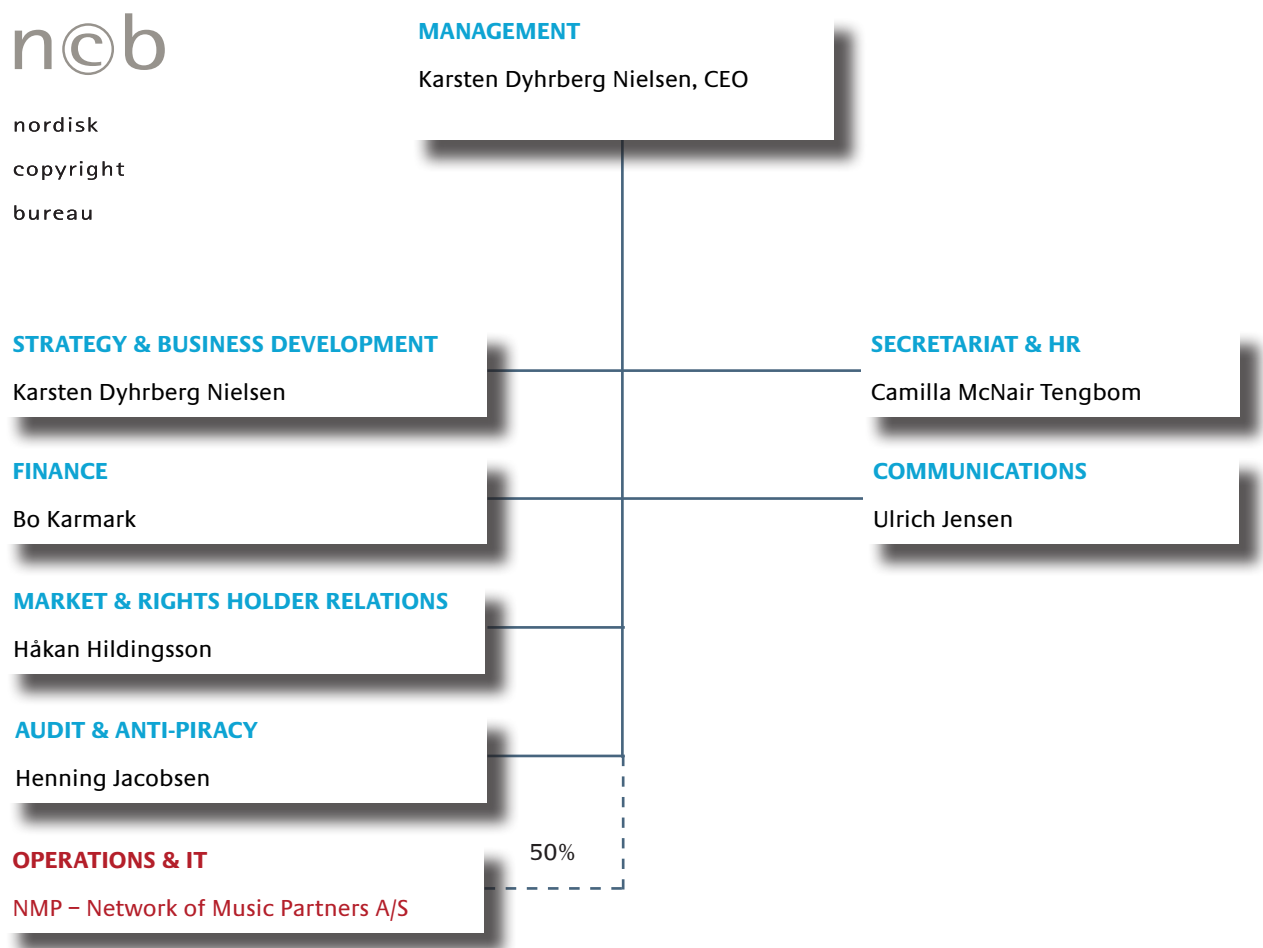 n©b
nordisk
copyright
bureau
MANAGEMENT
Karsten Dyhrberg Nielsen, CEO
STRATEGY & BUSINESS DEVELOPMENT
Karsten Dyhrberg Nielsen
SECRETARIAT & HR
Camilla McNair Tengbom
FINANCE
Bo Karmark
COMMUNICATIONS
Ulrich Jensen
MARKET & RIGHTS HOLDER RELATIONS
Håkan Hildingsson
AUDIT & ANTI-PIRACY
Henning Jacobsen
OPERATIONS & IT
NMP – Network of Music Partners A/S
50%